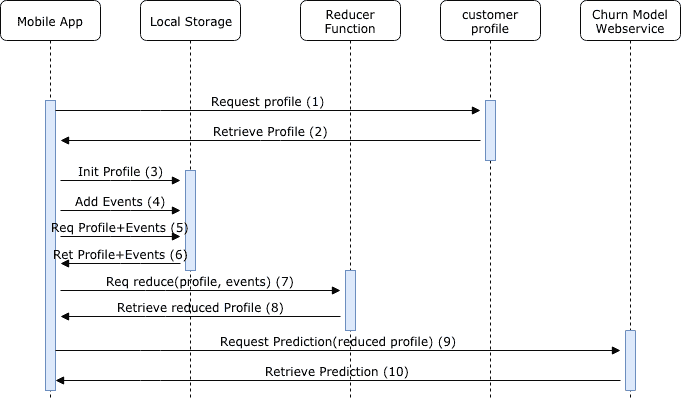 Mobile App
Local Storage
Reducer
Function
customer
profile
Churn Model
Webservice
Request profile (1)
Retrieve Profile (2)
Init Profile (3)
Add Events (4)
Req Profile+Events (5)
Ret Profile+Events (6)
Req reduce(profile, events) (7)
Retrieve reduced Profile (8)
Request Prediction(reduced profile) (9)
Retrieve Prediction (10)